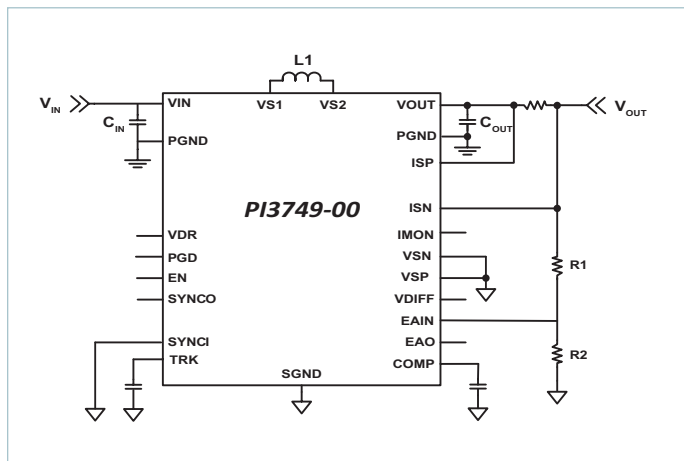 L1
VIN
VIN
CIN
VS1
VS2
VOUT
VOUT
COUT
PGND
PGND
ISP
PI3749-00
ISN
VDR
IMON
PGD
VSN
EN
VSP
R1
SYNCO
VDIFF
EAIN
SYNCI
EAO
TRK
COMP
R2
SGND